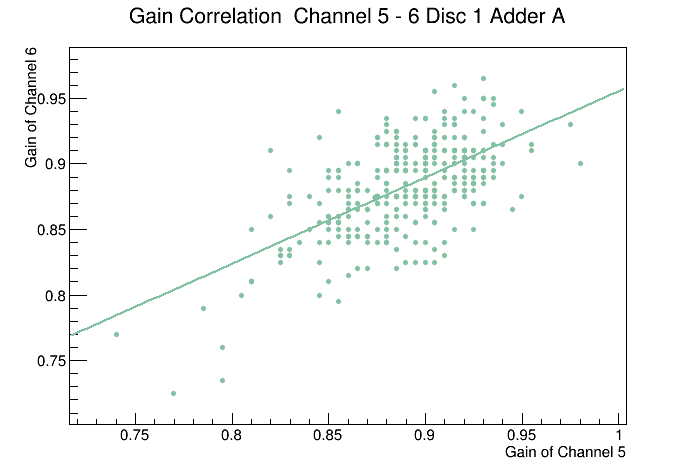 Gain Correlation  Channel 5 - 6 Disc 1 Adder A
Gain of Channel 6
0.95
0.9
0.85
0.8
0.75
0.75 0.8 0.85 0.9 0.95 1
Gain of Channel 5